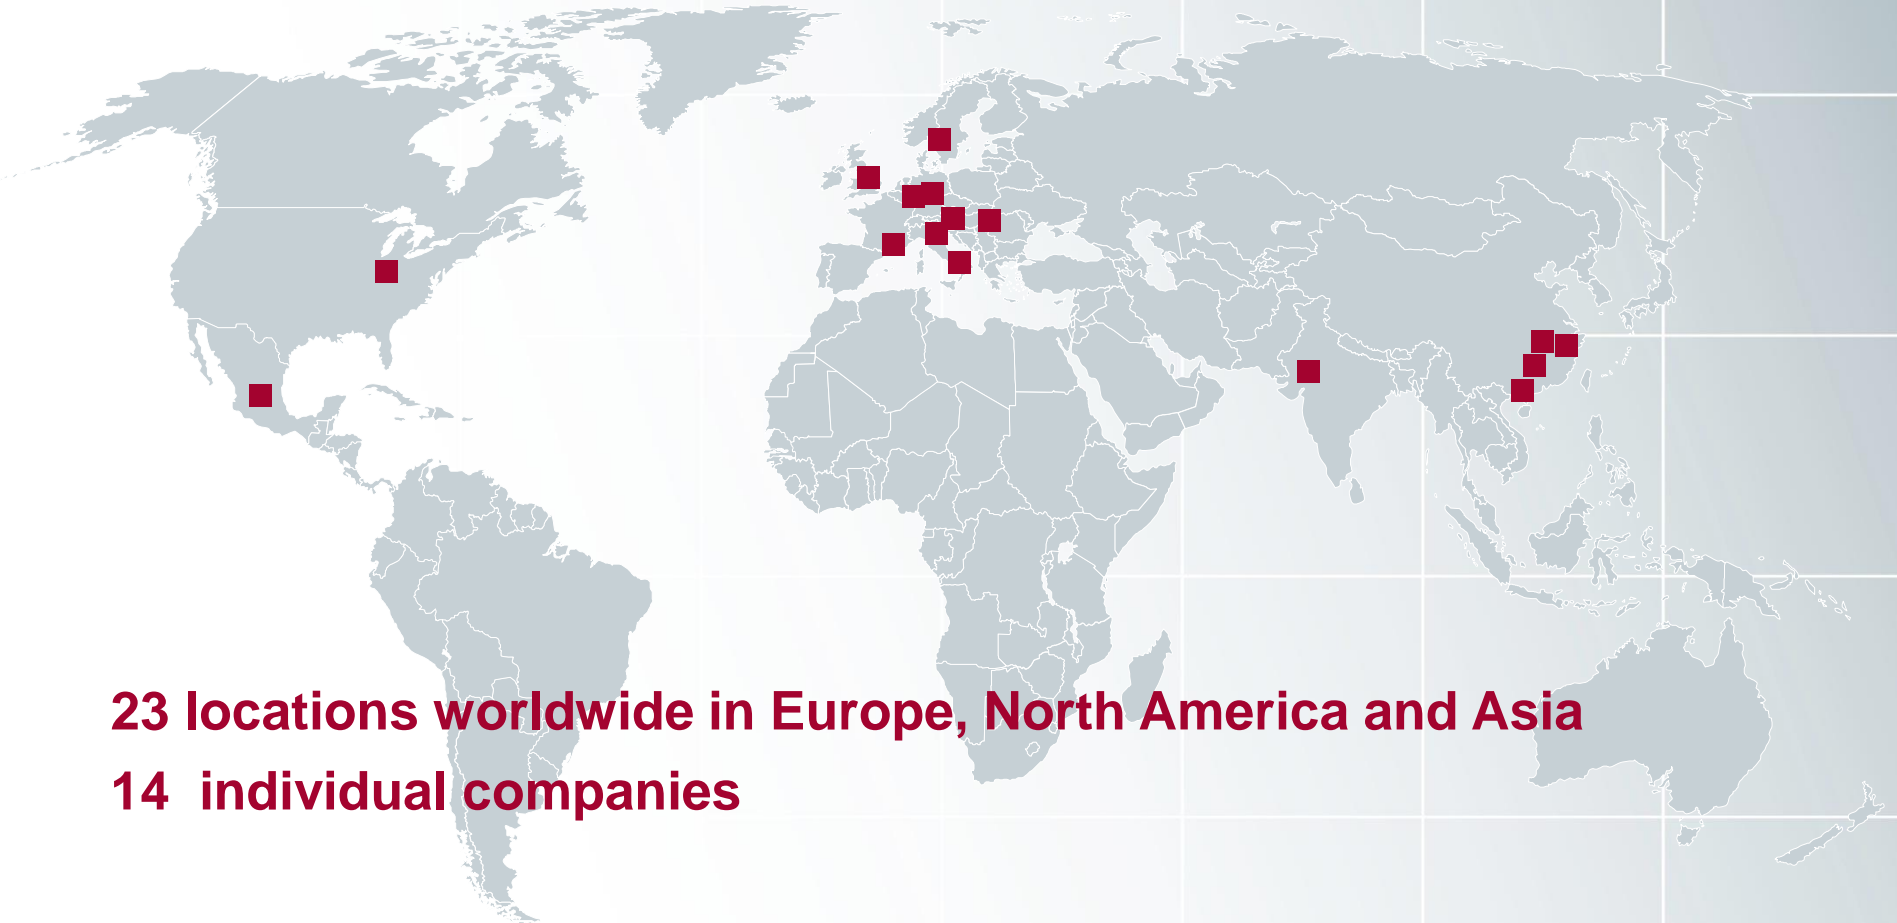 23 locations worldwide in Europe, North America and Asia
14 individual companies